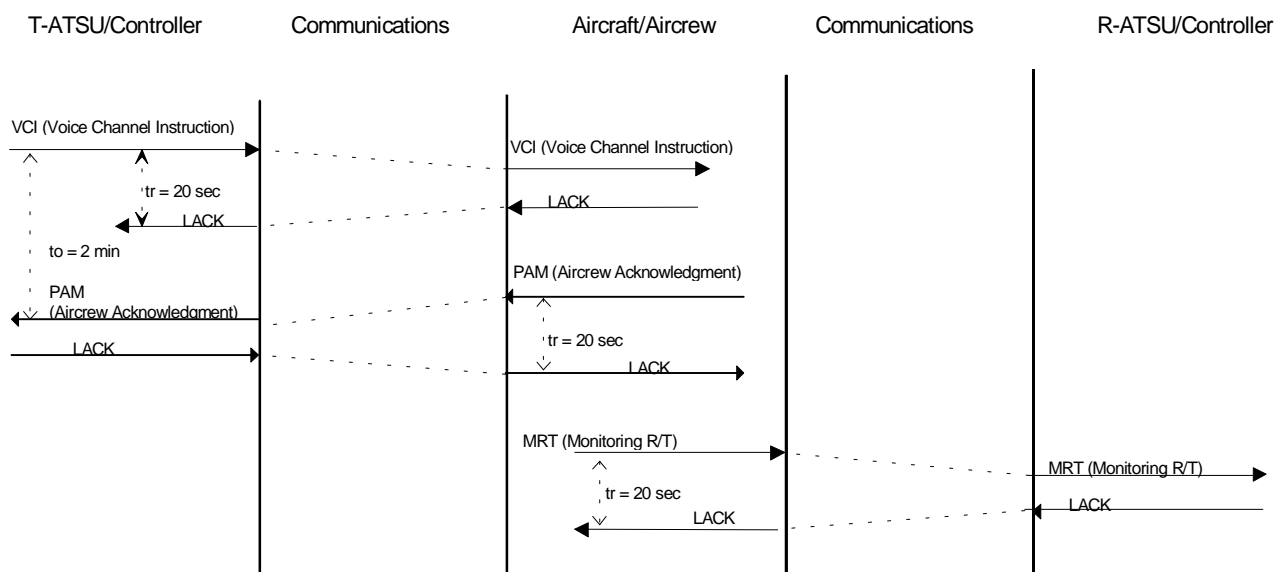 T-ATSU/Controller Communications Aircraft/Aircrew Communications R-ATSU/Controller
VCI (Voice Channel Instruction)
VCI (Voice Channel Instruction)
tr = 20 sec
LACK
LACK
to = 2 min
PAM (Aircrew Acknowledgment)
PAM
(Aircrew Acknowledgment)
tr = 20 sec
LACK
LACK
MRT (Monitoring R/T)
MRT (Monitoring R/T)
tr = 20 sec
LACK
LACK